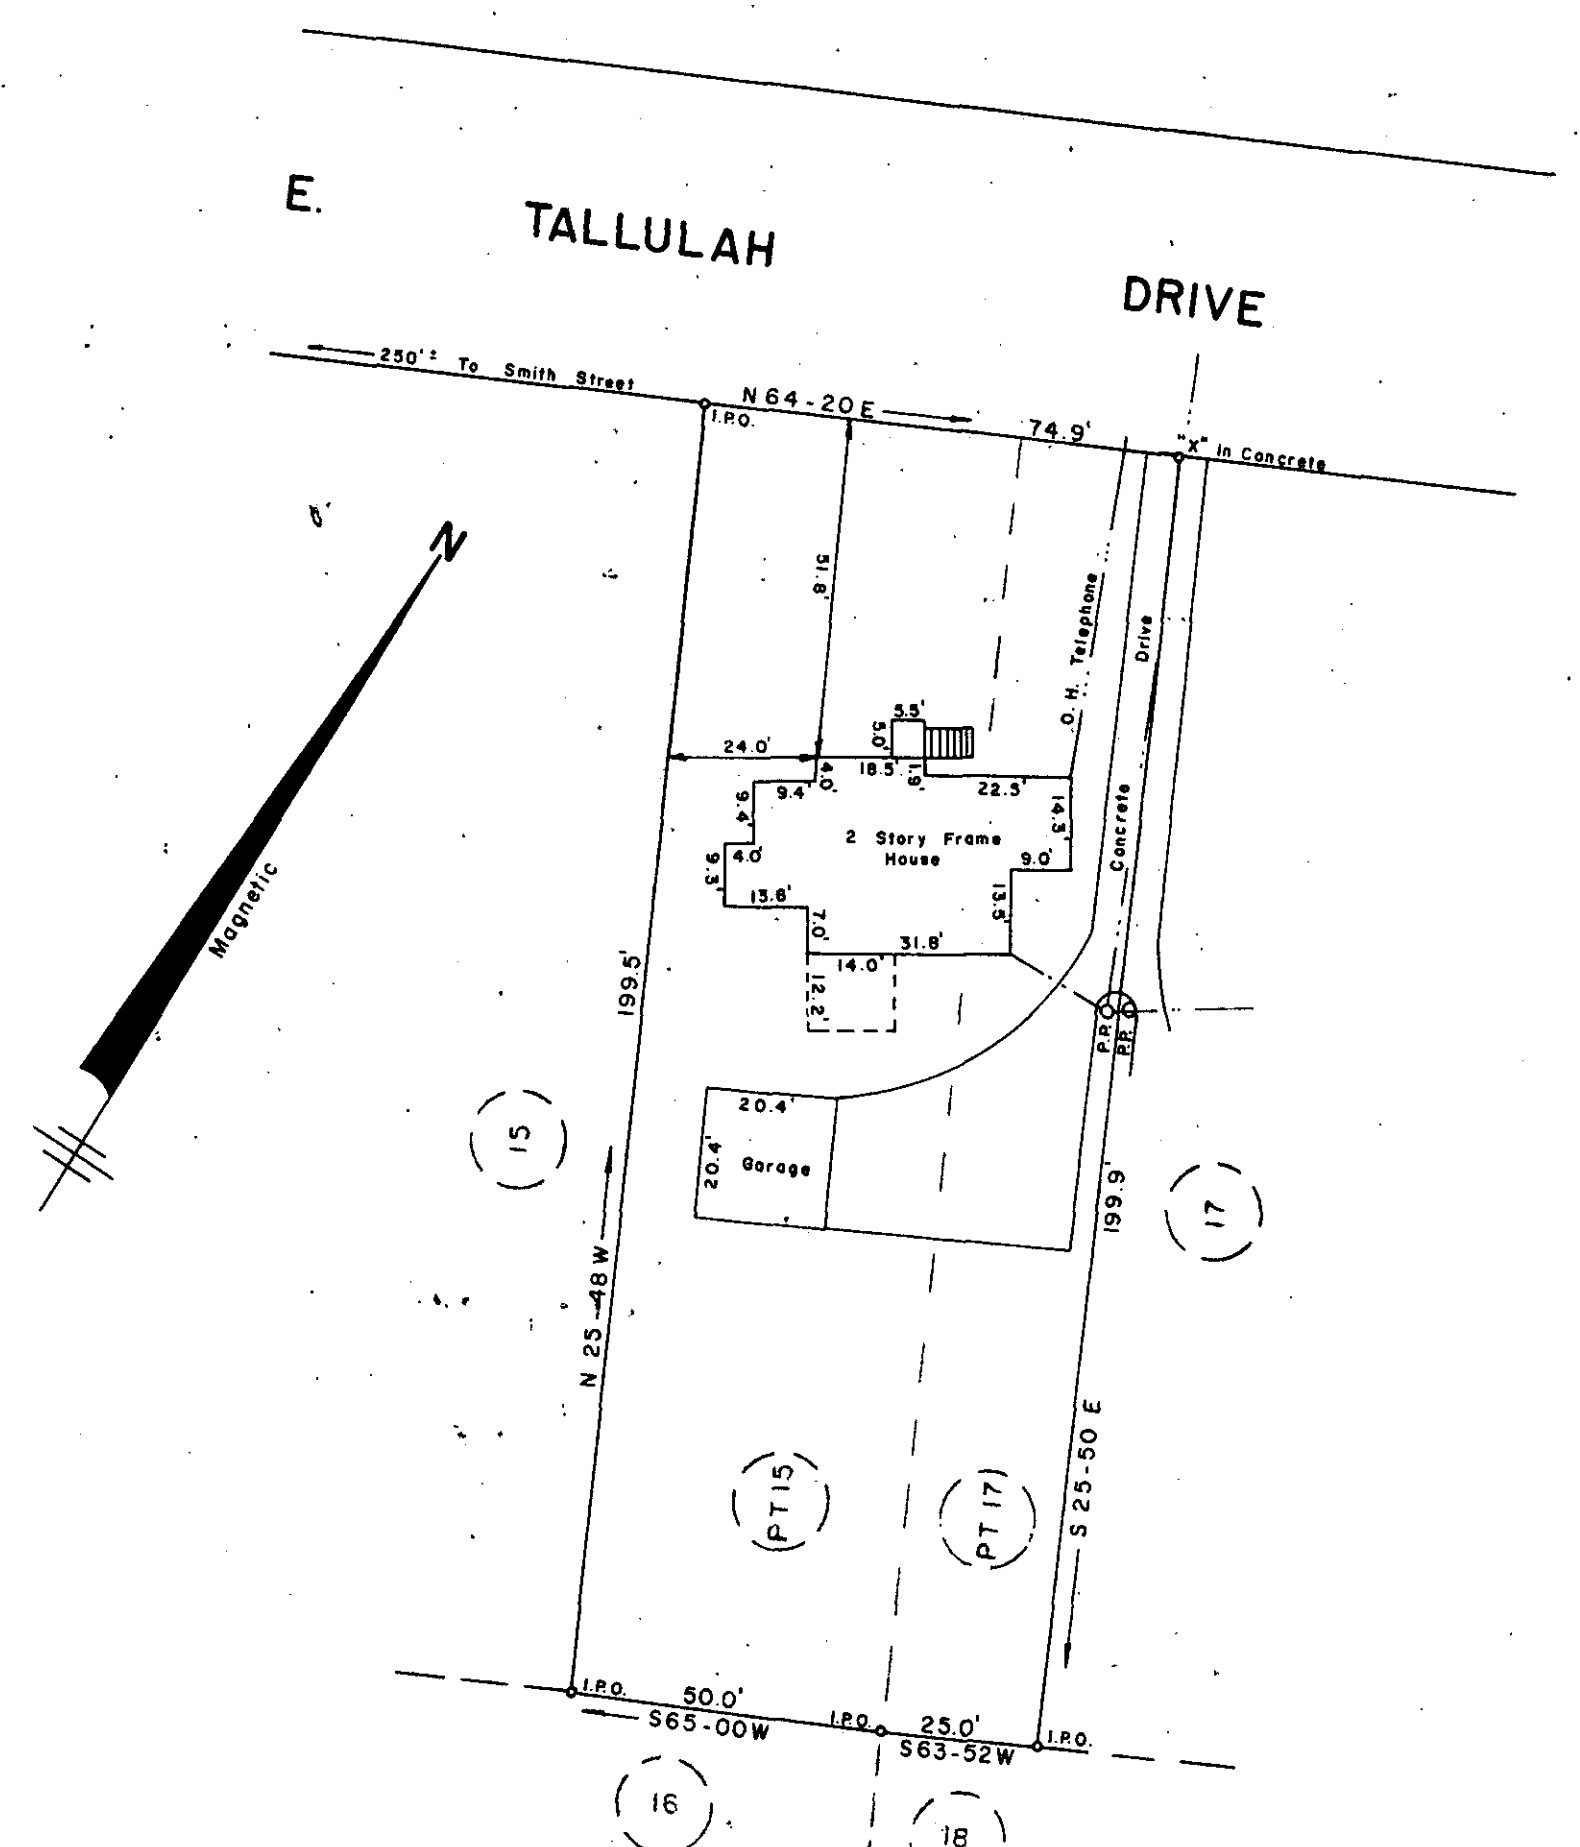 E. TALLULAH DRIVE
250'± To Smith Street
N 64-20 E
74.9'
"X" In Concrete
I.P.O.
N
Magnetic
51.8'
O. H. Telephone
Concrete Drive
24.0'
5.5'
5.0'
18.5'
1.9'
22.5'
4.0'
9.4'
9.4'
14.3'
2 Story Frame
House
4.0'
9.3'
9.0'
13.8'
13.5'
7.0'
31.8'
14.0'
12.2'
199.5'
P.P.
P.P.
20.4'
20.4'
Garage
15
17
199.9'
N 25-48 W
S 25-50 E
PT 15
PT 17
I.P.O.
50.0'
S65-00W
I.P.O.
25.0'
S63-52W
I.P.O.
16
18